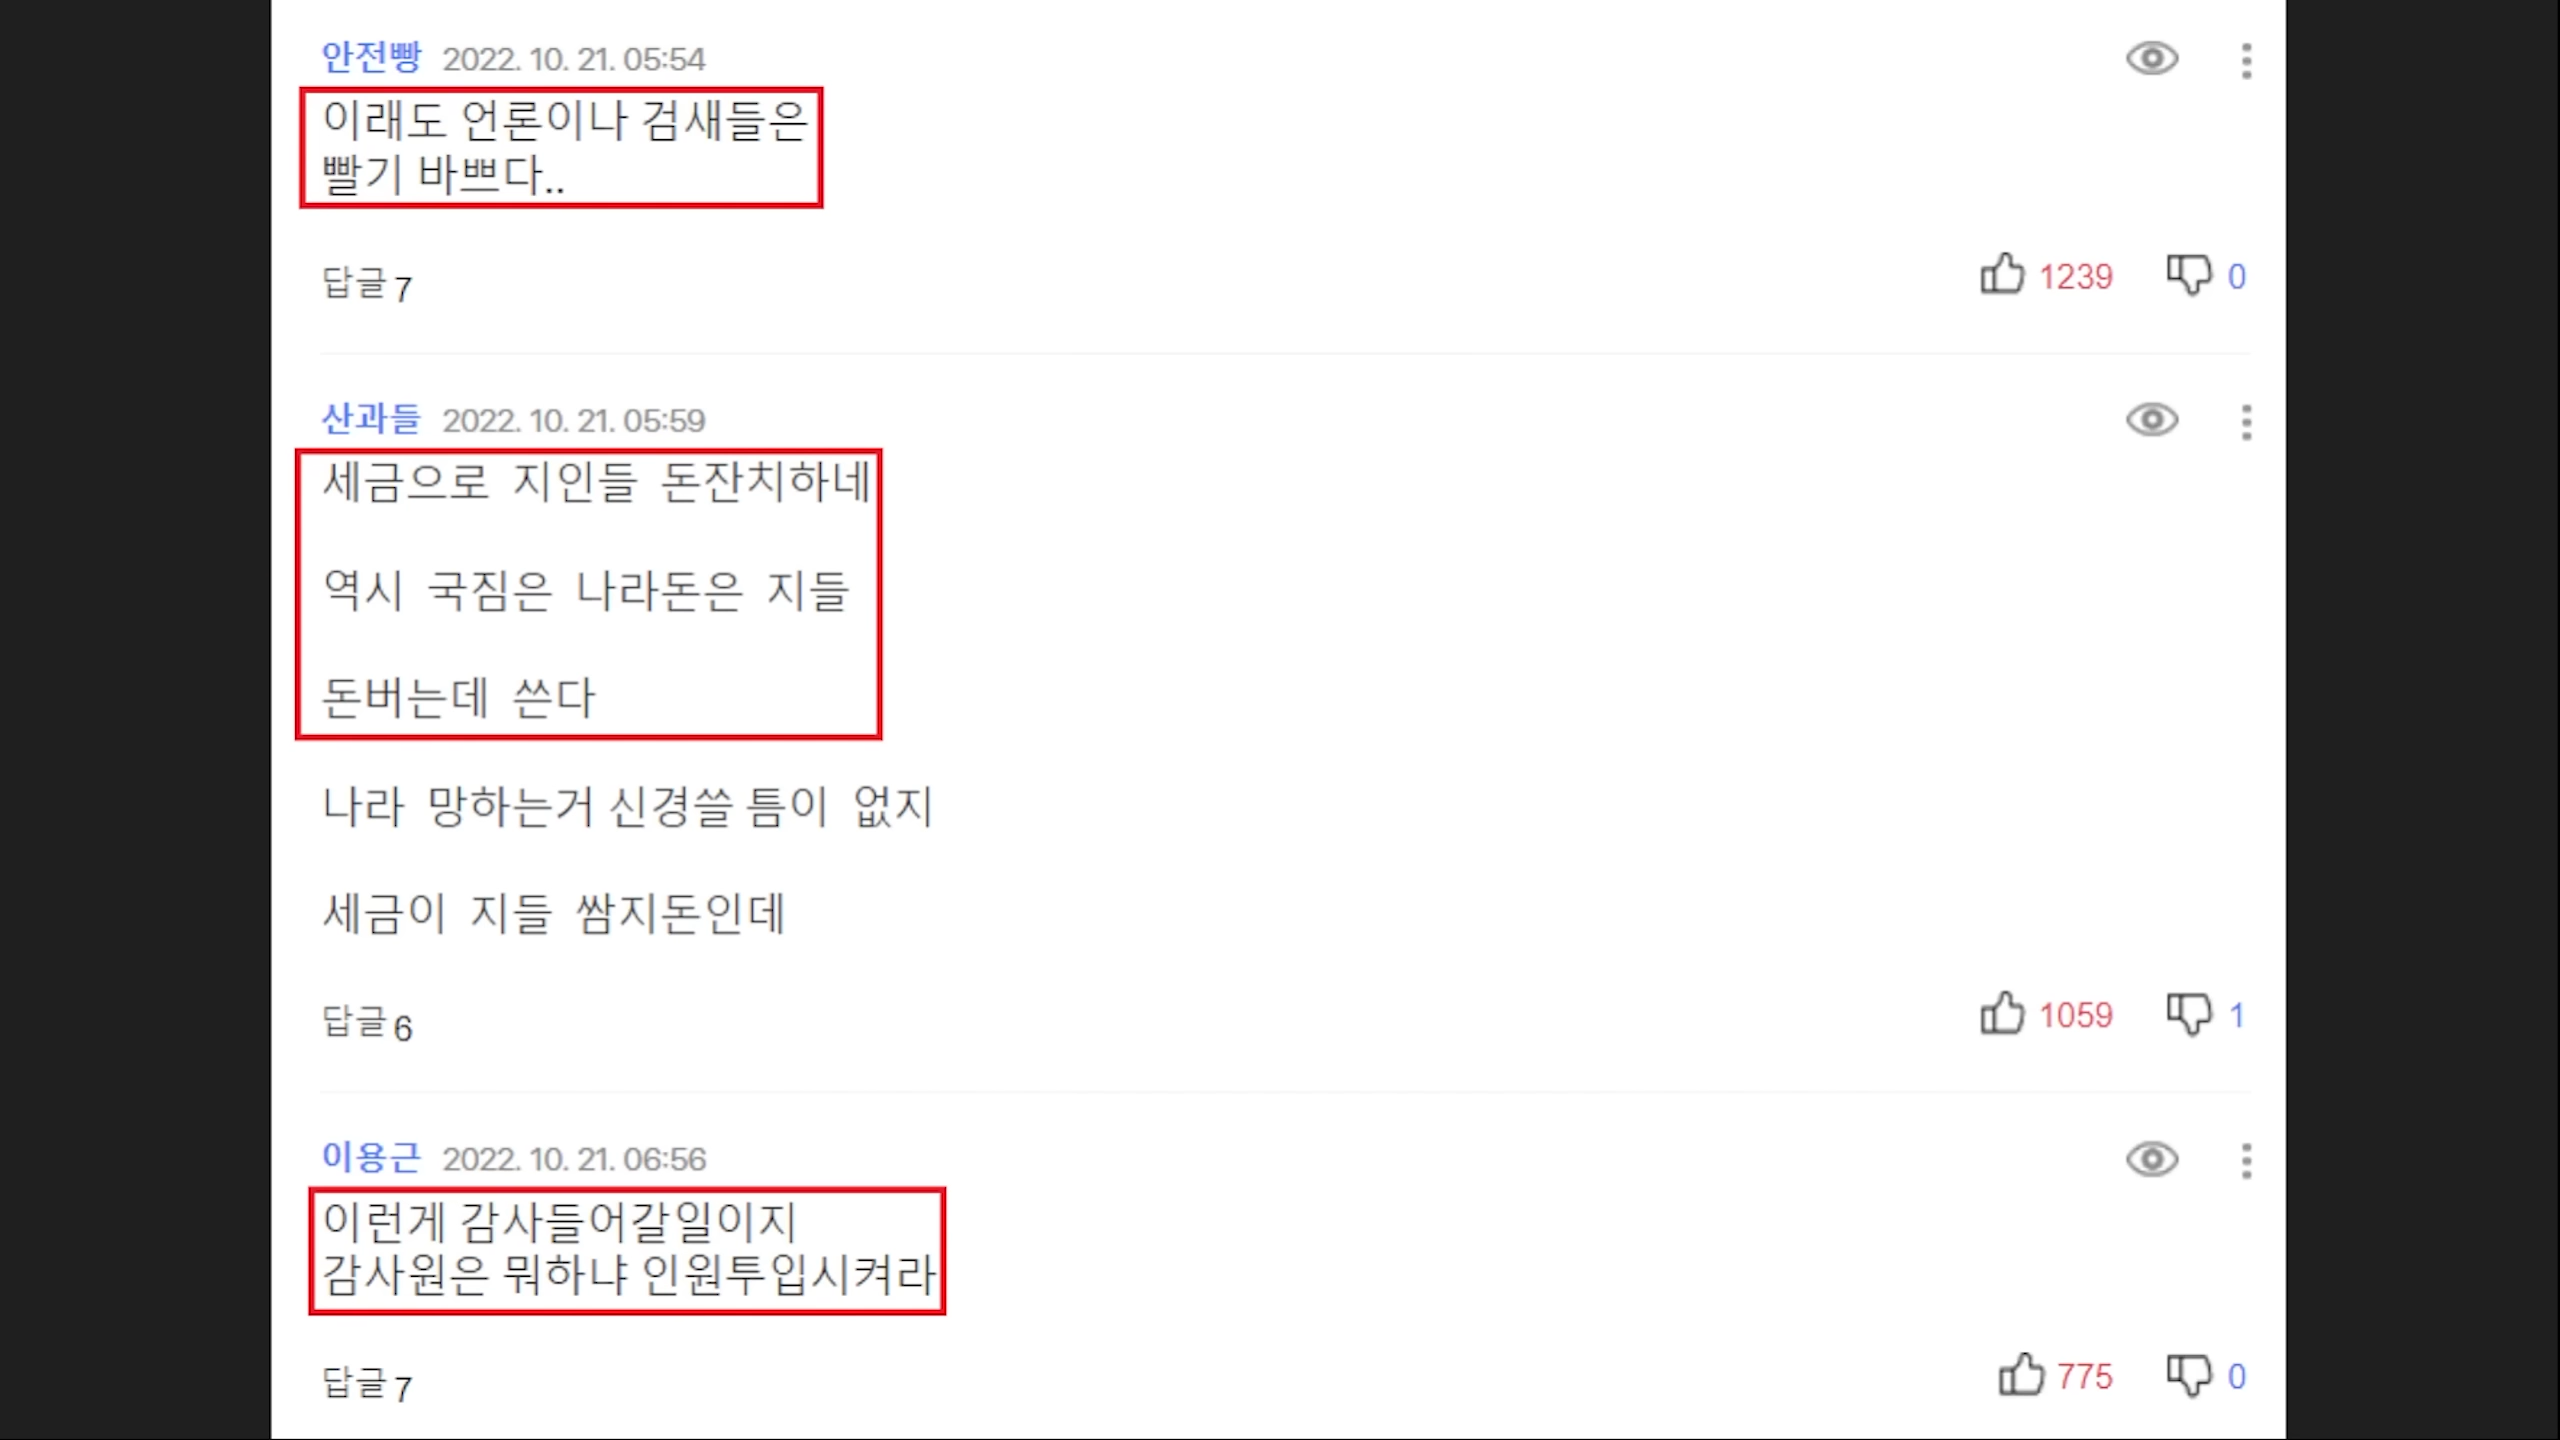 안전빵 2022. 10. 21. 05:54
이래도 언론이나 검새들은
빨기 바쁘다..
답글 7 1239 0
산과들 2022. 10. 21. 05:59
세금으로 지인들 돈잔치하네
역시 국짐은 나라돈은 지들
돈버는데 쓴다
나라 망하는거 신경쓸 틈이 없지
세금이 지들 쌈지돈인데
답글 6 1059 1
이용근 2022. 10. 21. 06:56
이런게 감사들어갈일이지
감사원은 뭐하냐 인원투입시켜라
답글 7 775 0